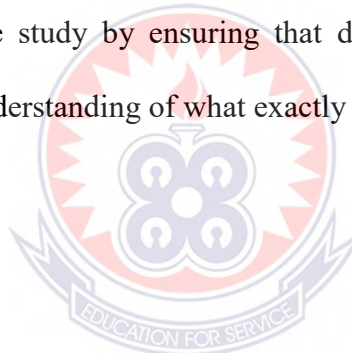 e study by ensuring that d
derstanding of what exactly
EDUCATION FOR SERVICE